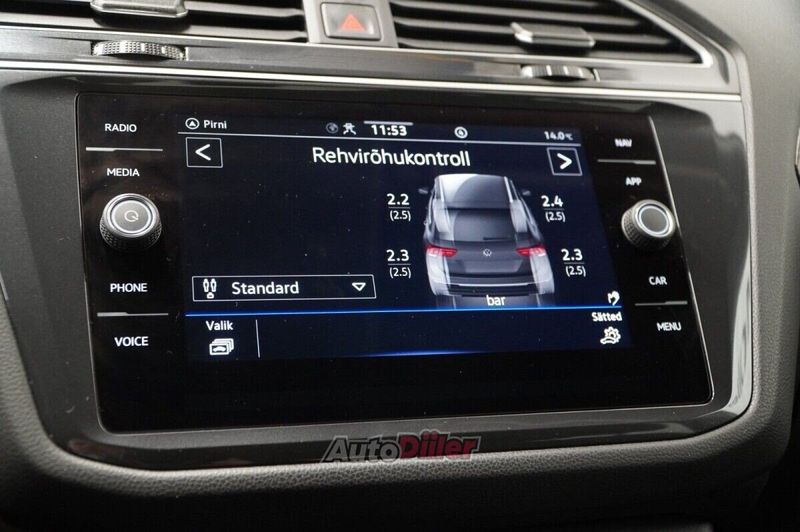 RADIO
MEDIA
PHONE
VOICE
Pirni 11:53 14.0°C
Rehvirõhukontroll
2.2 2.4
(2.5) (2.5)
2.3 2.3
(2.5) (2.5)
Standard
bar
Valik Sätted
NAV
APP
CAR
MENU
AutoDiiler